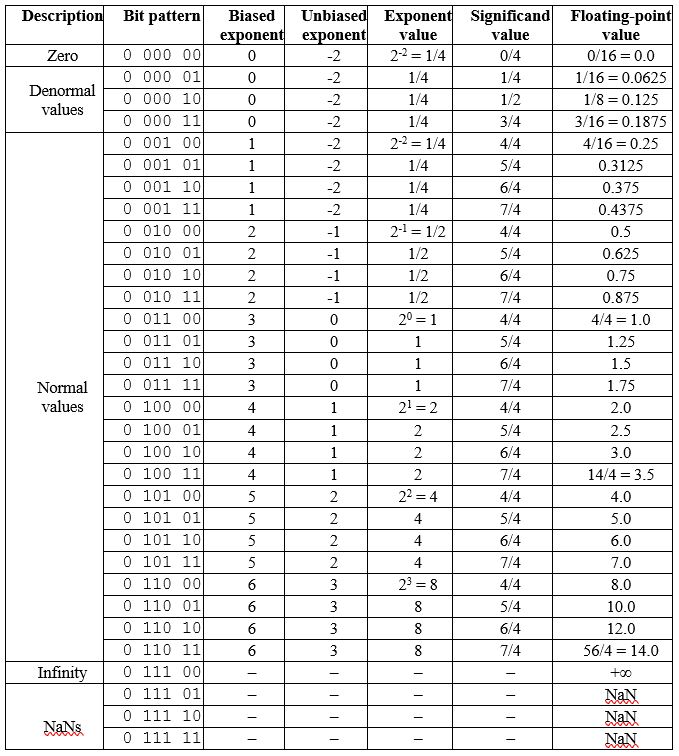 Description Bit pattern Biased exponent Unbiased exponent Exponent value Significand value Floating-point value
Zero 0 000 00 0 -2 2⁻² = 1/4 0/4 0/16 = 0.0
Denormal values 0 000 01 0 -2 1/4 1/4 1/16 = 0.0625
0 000 10 0 -2 1/4 1/2 1/8 = 0.125
0 000 11 0 -2 1/4 3/4 3/16 = 0.1875
Normal values 0 001 00 1 -2 2⁻² = 1/4 4/4 4/16 = 0.25
0 001 01 1 -2 1/4 5/4 0.3125
0 001 10 1 -2 1/4 6/4 0.375
0 001 11 1 -2 1/4 7/4 0.4375
0 010 00 2 -1 2⁻¹ = 1/2 4/4 0.5
0 010 01 2 -1 1/2 5/4 0.625
0 010 10 2 -1 1/2 6/4 0.75
0 010 11 2 -1 1/2 7/4 0.875
0 011 00 3 0 2⁰ = 1 4/4 4/4 = 1.0
0 011 01 3 0 1 5/4 1.25
0 011 10 3 0 1 6/4 1.5
0 011 11 3 0 1 7/4 1.75
0 100 00 4 1 2¹ = 2 4/4 2.0
0 100 01 4 1 2 5/4 2.5
0 100 10 4 1 2 6/4 3.0
0 100 11 4 1 2 7/4 14/4 = 3.5
0 101 00 5 2 2² = 4 4/4 4.0
0 101 01 5 2 4 5/4 5.0
0 101 10 5 2 4 6/4 6.0
0 101 11 5 2 4 7/4 7.0
0 110 00 6 3 2³ = 8 4/4 8.0
0 110 01 6 3 8 5/4 10.0
0 110 10 6 3 8 6/4 12.0
0 110 11 6 3 8 7/4 56/4 = 14.0
Infinity 0 111 00 – – – – +∞
NaNs 0 111 01 – – – – NaN
0 111 10 – – – – NaN
0 111 11 – – – – NaN